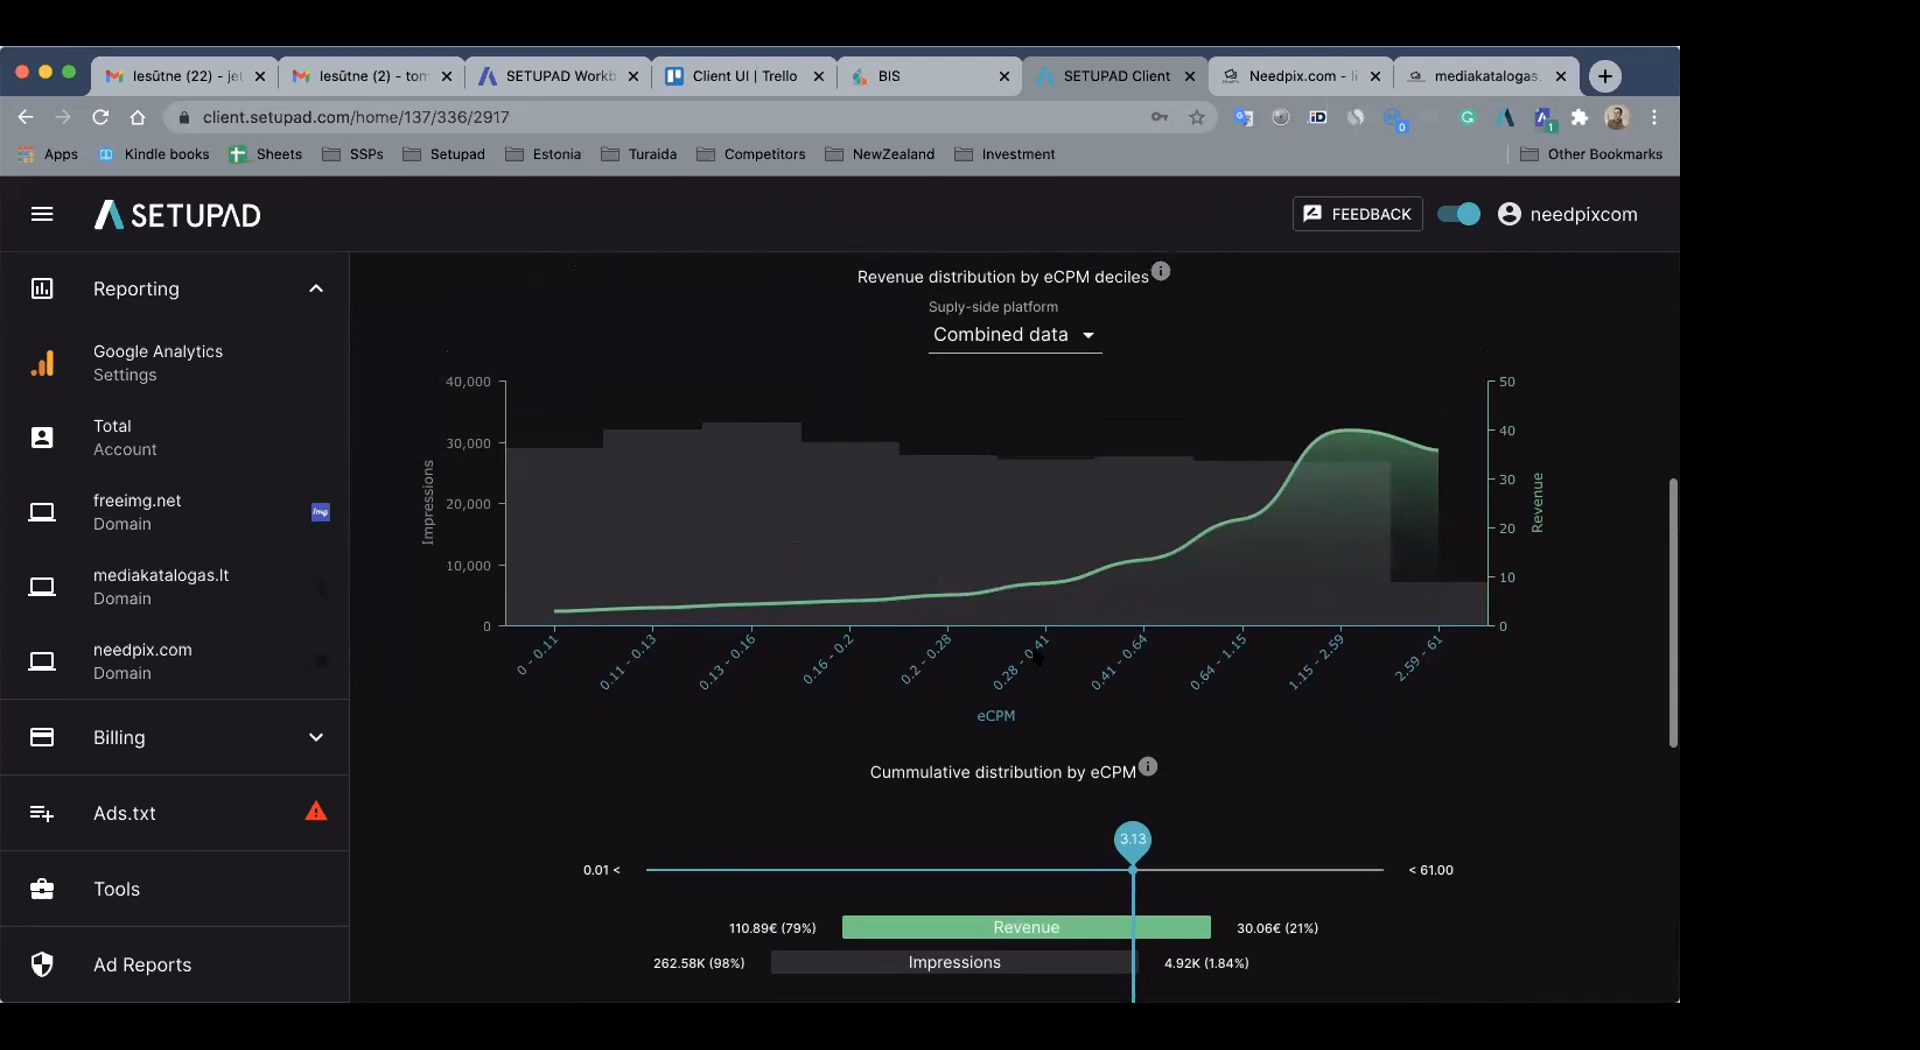 Iesūtne (22) - jet
Iesūtne (2) - tom
SETUPAD Workb
Client UI | Trello
BIS
SETUPAD Client
Needpix.com - li
mediakatalogas.
client.setupad.com/home/137/336/2917
0
1
Apps
Kindle books
Sheets
SSPs
Setupad
Estonia
Turaida
Competitors
NewZealand
Investment
Other Bookmarks
SETUPAD
FEEDBACK
needpixcom
Reporting
Google Analytics
Settings
Total
Account
freeimg.net
Domain
Img
mediakatalogas.lt
Domain
needpix.com
Domain
Billing
Ads.txt
Tools
Ad Reports
Revenue distribution by eCPM deciles
Suply-side platform
Combined data
40,000
30,000
20,000
10,000
0
Impressions
50
40
30
20
10
0
Revenue
0 - 0.11
0.11 - 0.13
0.13 - 0.16
0.16 - 0.2
0.2 - 0.28
0.28 - 0.41
0.41 - 0.64
0.64 - 1.15
1.15 - 2.59
2.59 - 61
eCPM
Cummulative distribution by eCPM
3.13
0.01 <
< 61.00
110.89€ (79%)
Revenue
30.06€ (21%)
262.58K (98%)
Impressions
4.92K (1.84%)